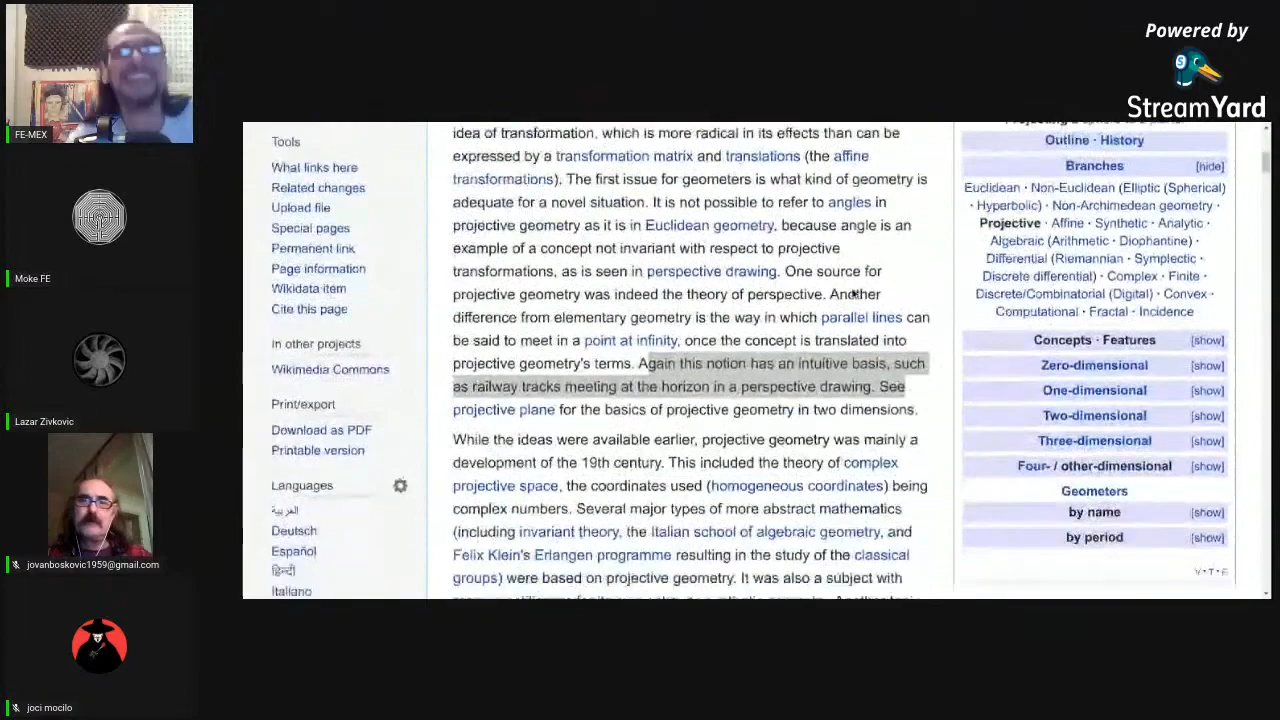 Powered by
StreamYard
FE-MEX
Moke FE
Lazar Zivkovic
jovanboskovic1959@gmail.com
joci mocilo
Tools
What links here
Related changes
Upload file
Special pages
Permanent link
Page information
Wikidata item
Cite this page
In other projects
Wikimedia Commons
Print/export
Download as PDF
Printable version
Languages
العربية
Deutsch
Español
हिन्दी
Italiano
idea of transformation, which is more radical in its effects than can be
expressed by a transformation matrix and translations (the affine
transformations). The first issue for geometers is what kind of geometry is
adequate for a novel situation. It is not possible to refer to angles in
projective geometry as it is in Euclidean geometry, because angle is an
example of a concept not invariant with respect to projective
transformations, as is seen in perspective drawing. One source for
projective geometry was indeed the theory of perspective. Another
difference from elementary geometry is the way in which parallel lines can
be said to meet in a point at infinity, once the concept is translated into
projective geometry's terms. Again this notion has an intuitive basis, such
as railway tracks meeting at the horizon in a perspective drawing. See
projective plane for the basics of projective geometry in two dimensions.
While the ideas were available earlier, projective geometry was mainly a
development of the 19th century. This included the theory of complex
projective space, the coordinates used (homogeneous coordinates) being
complex numbers. Several major types of more abstract mathematics
(including invariant theory, the Italian school of algebraic geometry, and
Felix Klein's Erlangen programme resulting in the study of the classical
groups) were based on projective geometry. It was also a subject with
Outline · History
Branches [hide]
Euclidean · Non-Euclidean (Elliptic (Spherical)
· Hyperbolic) · Non-Archimedean geometry ·
Projective · Affine · Synthetic · Analytic ·
Algebraic (Arithmetic · Diophantine) ·
Differential (Riemannian · Symplectic ·
Discrete differential) · Complex · Finite ·
Discrete/Combinatorial (Digital) · Convex ·
Computational · Fractal · Incidence
Concepts · Features [show]
Zero-dimensional [show]
One-dimensional [show]
Two-dimensional [show]
Three-dimensional [show]
Four- / other-dimensional [show]
Geometers
by name [show]
by period [show]
V · T · E